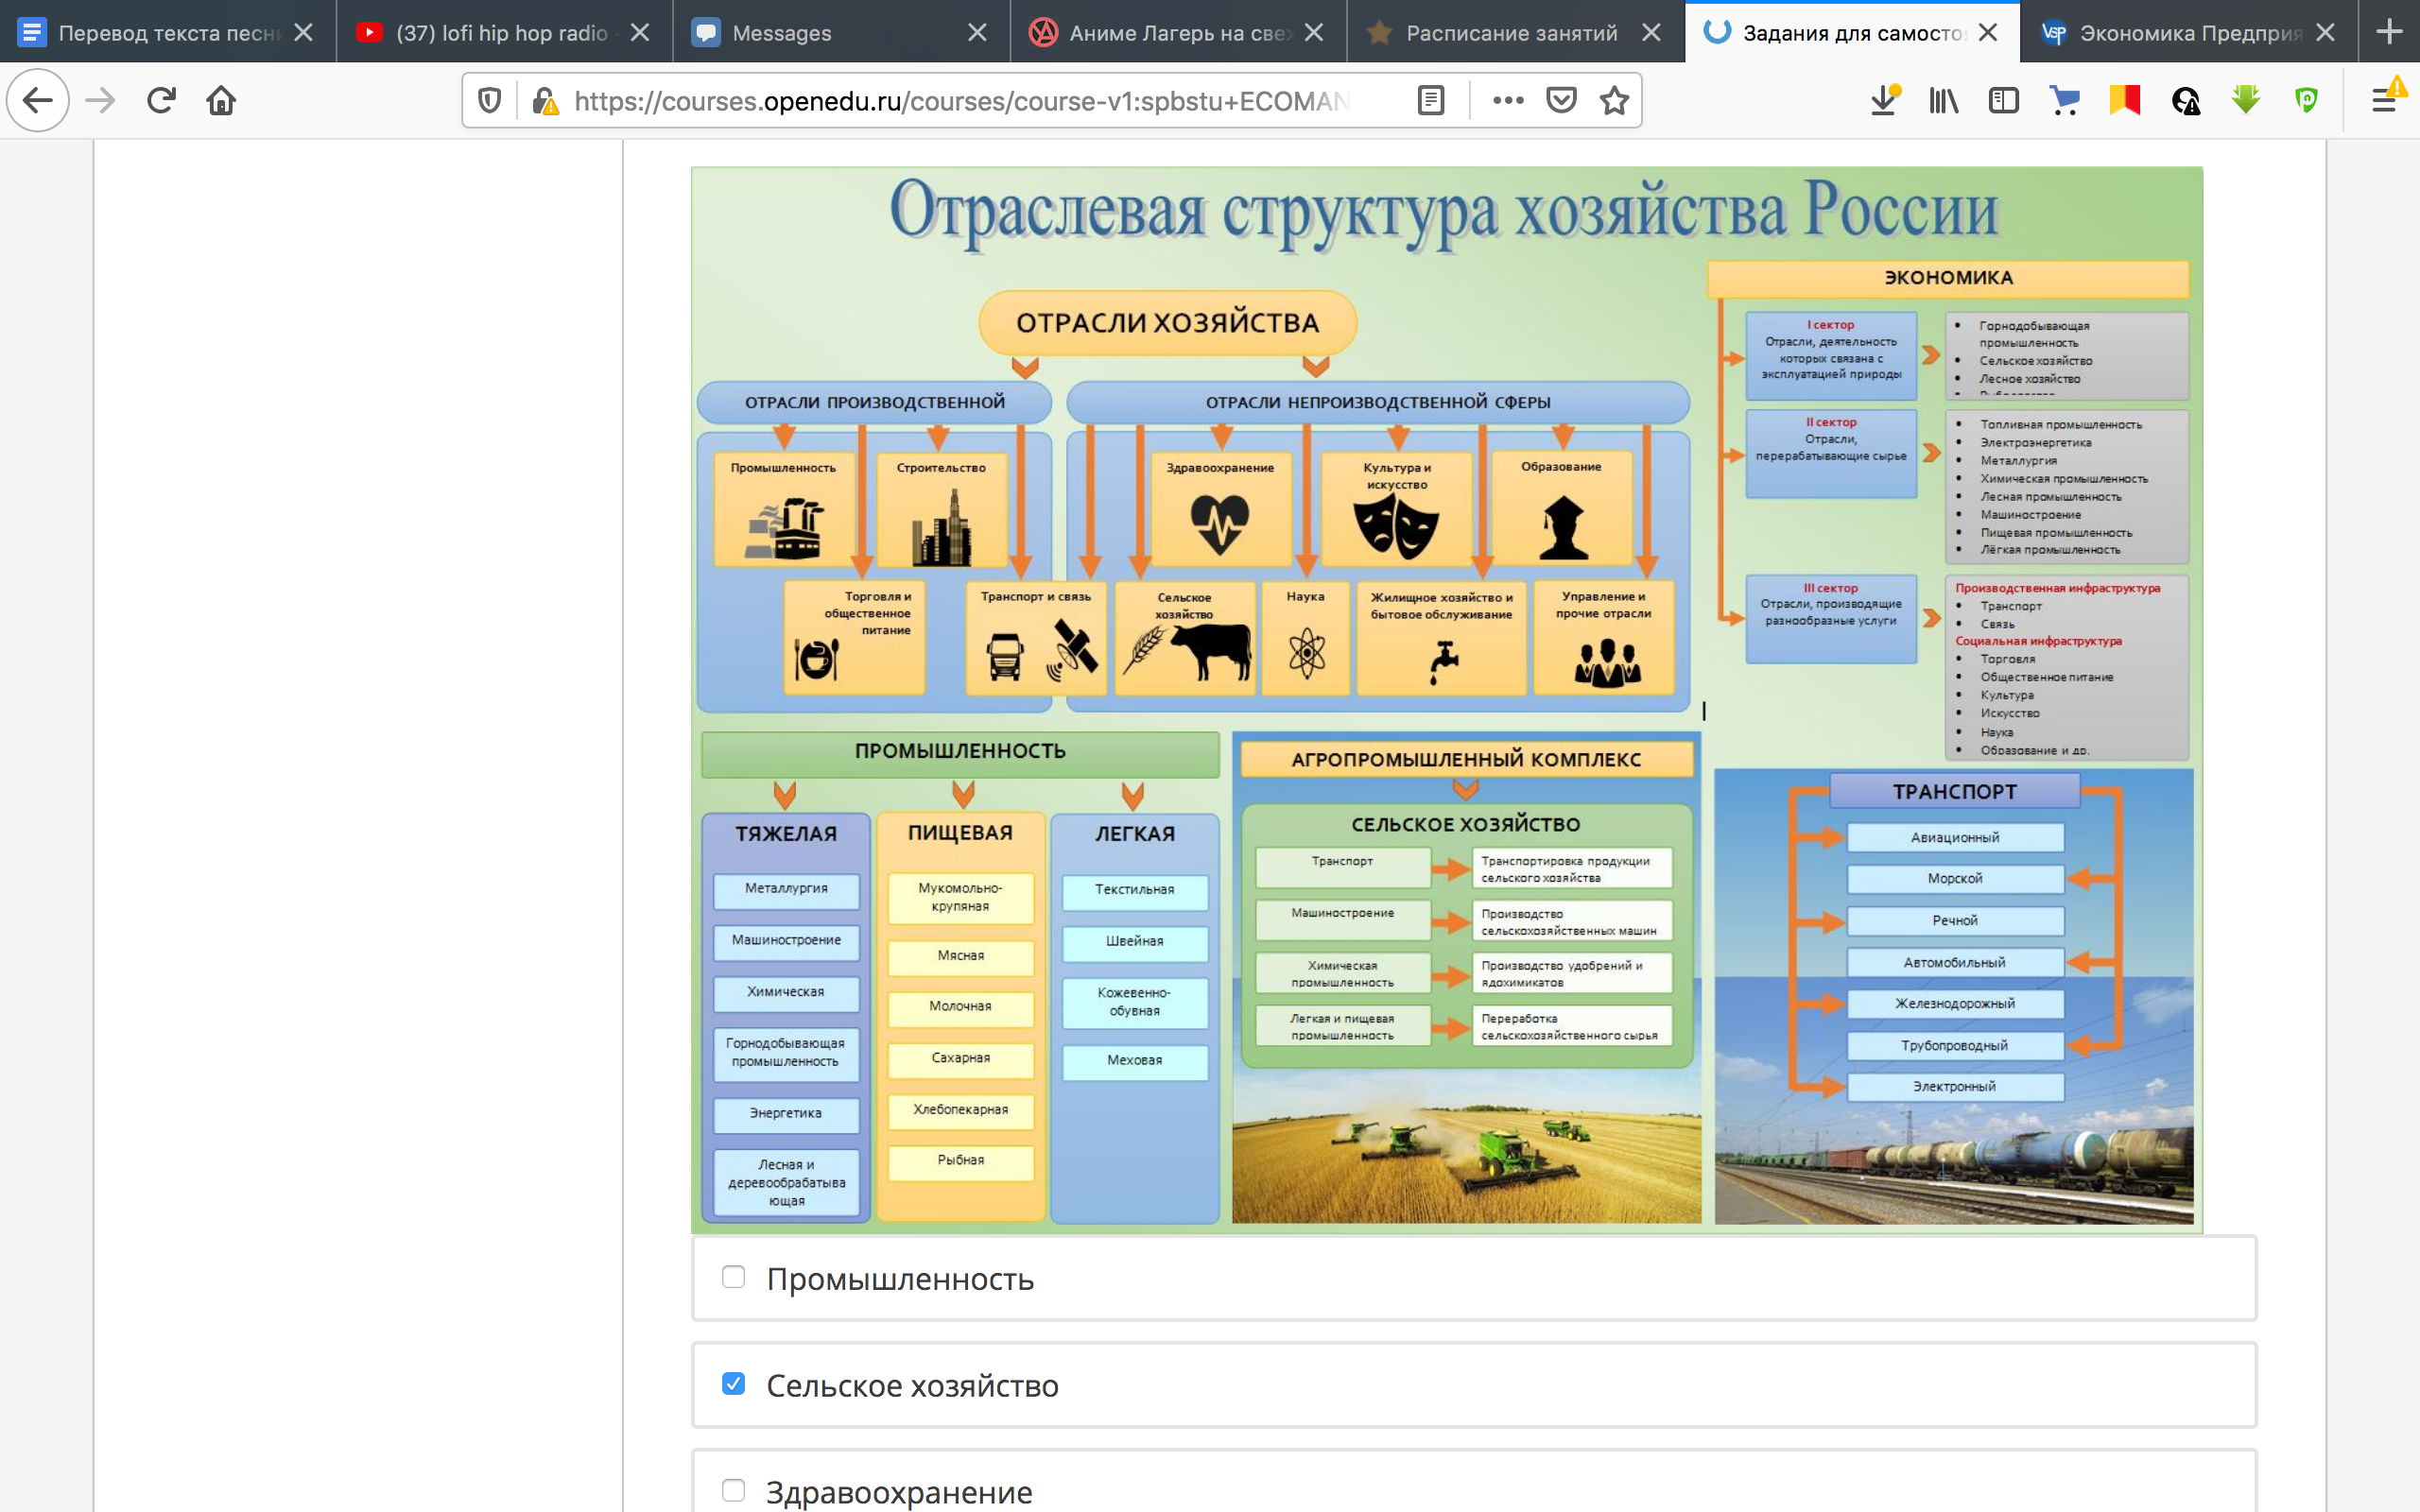 Перевод текста песн
(37) lofi hip hop radio
Messages
Аниме Лагерь на све
Расписание занятий
Задания для самосто
Экономика Предпри
https://courses.openedu.ru/courses/course-v1:spbstu+ECOMAN
Отраслевая структура хозяйства России
ОТРАСЛИ ХОЗЯЙСТВА
ОТРАСЛИ ПРОИЗВОДСТВЕННОЙ
ОТРАСЛИ НЕПРОИЗВОДСТВЕННОЙ СФЕРЫ
Промышленность
Строительство
Здравоохранение
Культура и
искусство
Образование
Торговля и
общественное
питание
Транспорт и связь
Сельское
хозяйство
Наука
Жилищное хозяйство и
бытовое обслуживание
Управление и
прочие отрасли
ЭКОНОМИКА
I сектор
Отрасли, деятельность
которых связана с
эксплуатацией природы
• Горнодобывающая
промышленность
• Сельское хозяйство
• Лесное хозяйство
II сектор
Отрасли,
перерабатывающие сырье
• Топливная промышленность
• Электроэнергетика
• Металлургия
• Химическая промышленность
• Лесная промышленность
• Машиностроение
• Пищевая промышленность
• Лёгкая промышленность
III сектор
Отрасли, производящие
разнообразные услуги
Производственная инфраструктура
• Транспорт
• Связь
Социальная инфраструктура
• Торговля
• Общественное питание
• Культура
• Искусство
• Наука
• Образование и др.
ПРОМЫШЛЕННОСТЬ
ТЯЖЕЛАЯ
Металлургия
Машиностроение
Химическая
Горнодобывающая
промышленность
Энергетика
Лесная и
деревообрабатыва
ющая
ПИЩЕВАЯ
Мукомольно-
крупяная
Мясная
Молочная
Сахарная
Хлебопекарная
Рыбная
ЛЕГКАЯ
Текстильная
Швейная
Кожевенно-
обувная
Меховая
АГРОПРОМЫШЛЕННЫЙ КОМПЛЕКС
СЕЛЬСКОЕ ХОЗЯЙСТВО
Транспорт
Транспортировка продукции
сельского хозяйства
Машиностроение
Производство
сельскохозяйственных машин
Химическая
промышленность
Производство удобрений и
ядохимикатов
Легкая и пищевая
промышленность
Переработка
сельскохозяйственного сырья
ТРАНСПОРТ
Авиационный
Морской
Речной
Автомобильный
Железнодорожный
Трубопроводный
Электронный
Промышленность
Сельское хозяйство
Здравоохранение